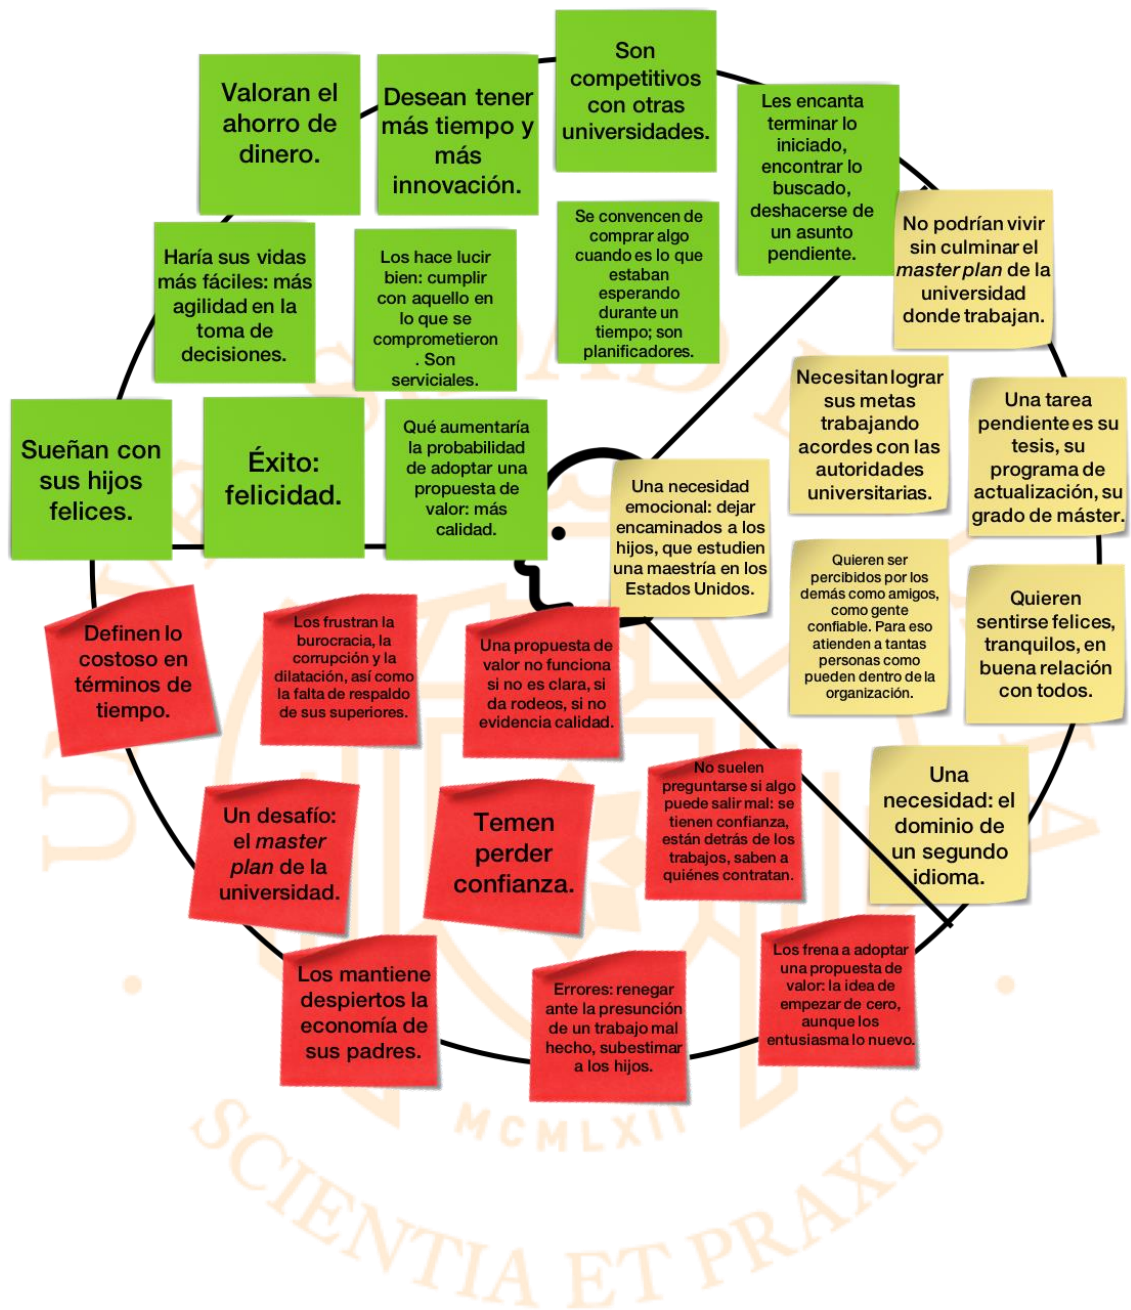 Valoran el
ahorro de
dinero.
Desean tener
más tiempo y
más
innovación.
Son
competitivos
con otras
universidades.
Les encanta
terminar lo
iniciado,
encontrar lo
buscado,
deshacerse de
un asunto
pendiente.
Haría sus vidas
más fáciles: más
agilidad en la
toma de
decisiones.
Los hace lucir
bien: cumplir
con aquello en
lo que se
comprometieron
. Son
serviciales.
Se convencen de
comprar algo
cuando es lo que
estaban
esperando
durante un
tiempo; son
planificadores.
Sueñan con
sus hijos
felices.
Éxito:
felicidad.
Qué aumentaría
la probabilidad
de adoptar una
propuesta de
valor: más
calidad.
No podrían vivir
sin culminar el
master plan de la
universidad
donde trabajan.
Necesitan lograr
sus metas
trabajando
acordes con las
autoridades
universitarias.
Una tarea
pendiente es su
tesis, su
programa de
actualización, su
grado de máster.
Una necesidad
emocional: dejar
encaminados a los
hijos, que estudien
una maestría en los
Estados Unidos.
Quieren ser
percibidos por los
demás como amigos,
como gente
confiable. Para eso
atienden a tantas
personas como
pueden dentro de la
organización.
Quieren
sentirse felices,
tranquilos, en
buena relación
con todos.
Una
necesidad: el
dominio de
un segundo
idioma.
Definen lo
costoso en
términos de
tiempo.
Los frustran la
burocracia, la
corrupción y la
dilatación, así como
la falta de respaldo
de sus superiores.
Una propuesta de
valor no funciona
si no es clara, si
da rodeos, si no
evidencia calidad.
No suelen
preguntarse si algo
puede salir mal: se
tienen confianza,
están detrás de los
trabajos, saben a
quiénes contratan.
Un desafío:
el master
plan de la
universidad.
Temen
perder
confianza.
Los mantiene
despiertos la
economía de
sus padres.
Errores: renegar
ante la presunción
de un trabajo mal
hecho, subestimar
a los hijos.
Los frena a adoptar
una propuesta de
valor: la idea de
empezar de cero,
aunque los
entusiasma lo nuevo.
MCMLXII
SCIENTIA ET PRAXIS